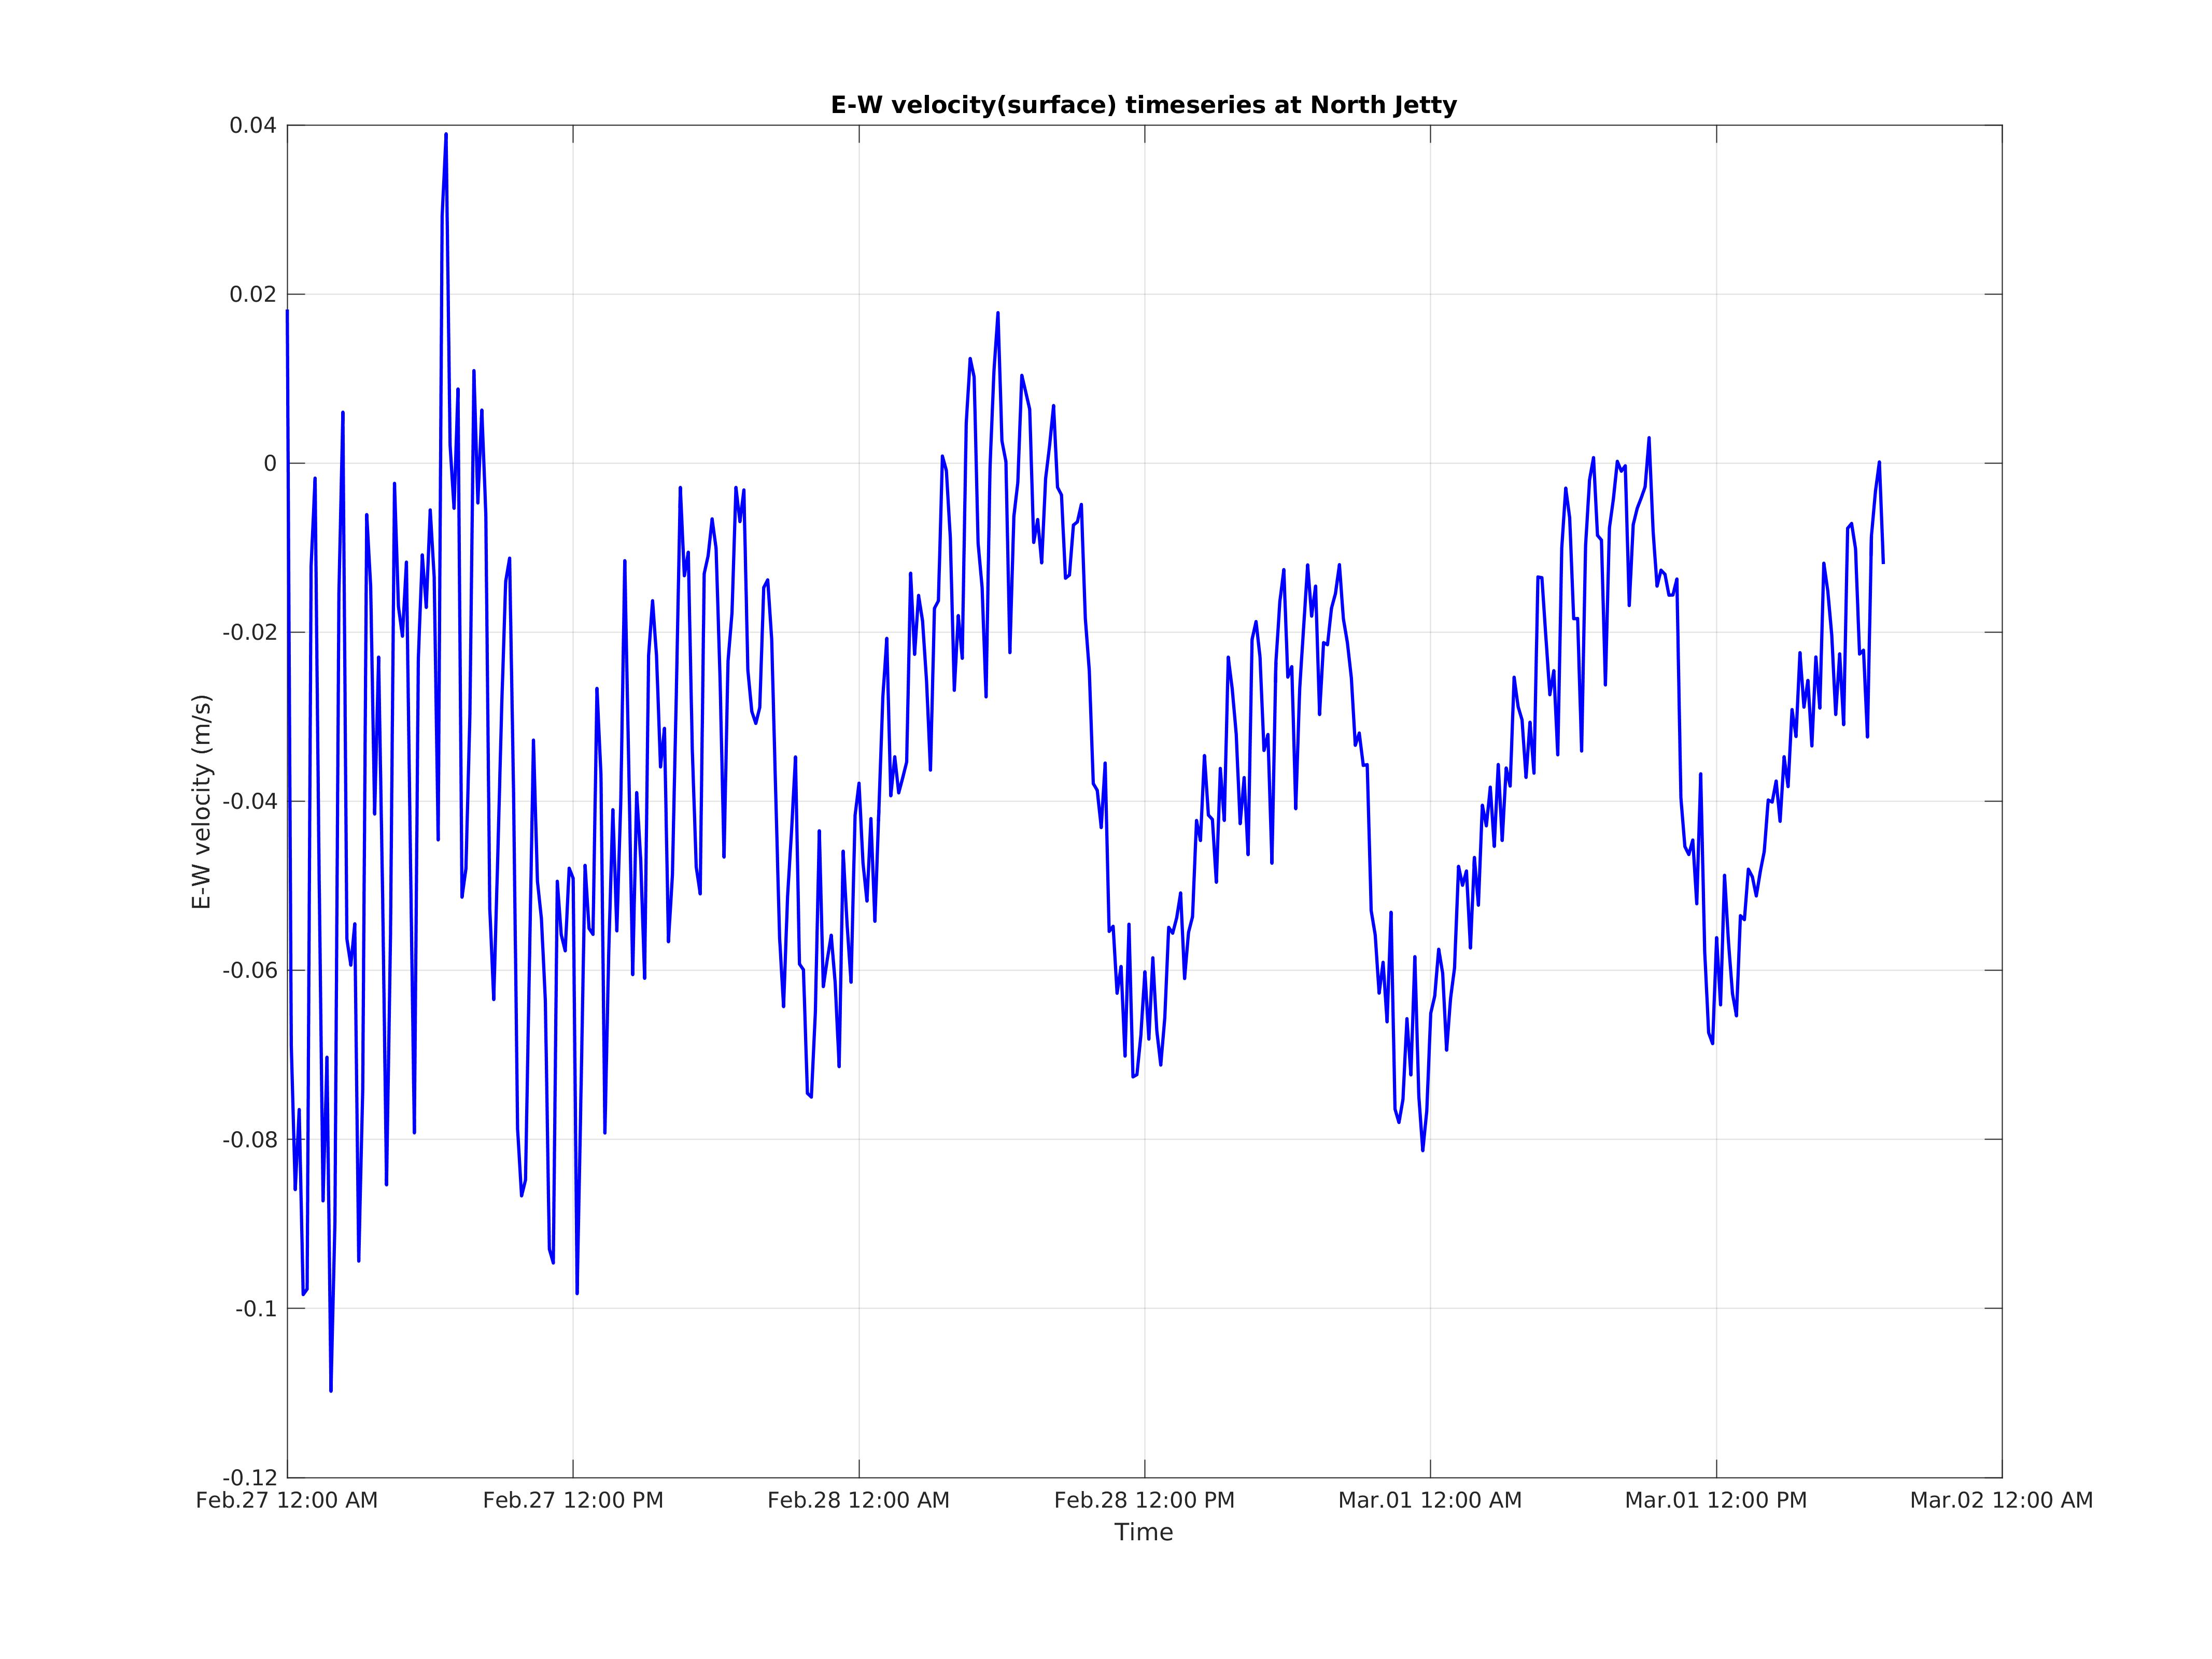 E-W velocity(surface) timeseries at North Jetty
0.04
0.02
0
-0.02
-0.04
-0.06
-0.08
-0.1
-0.12
E-W velocity (m/s)
Feb.27 12:00 AM Feb.27 12:00 PM Feb.28 12:00 AM Feb.28 12:00 PM Mar.01 12:00 AM Mar.01 12:00 PM Mar.02 12:00 AM
Time